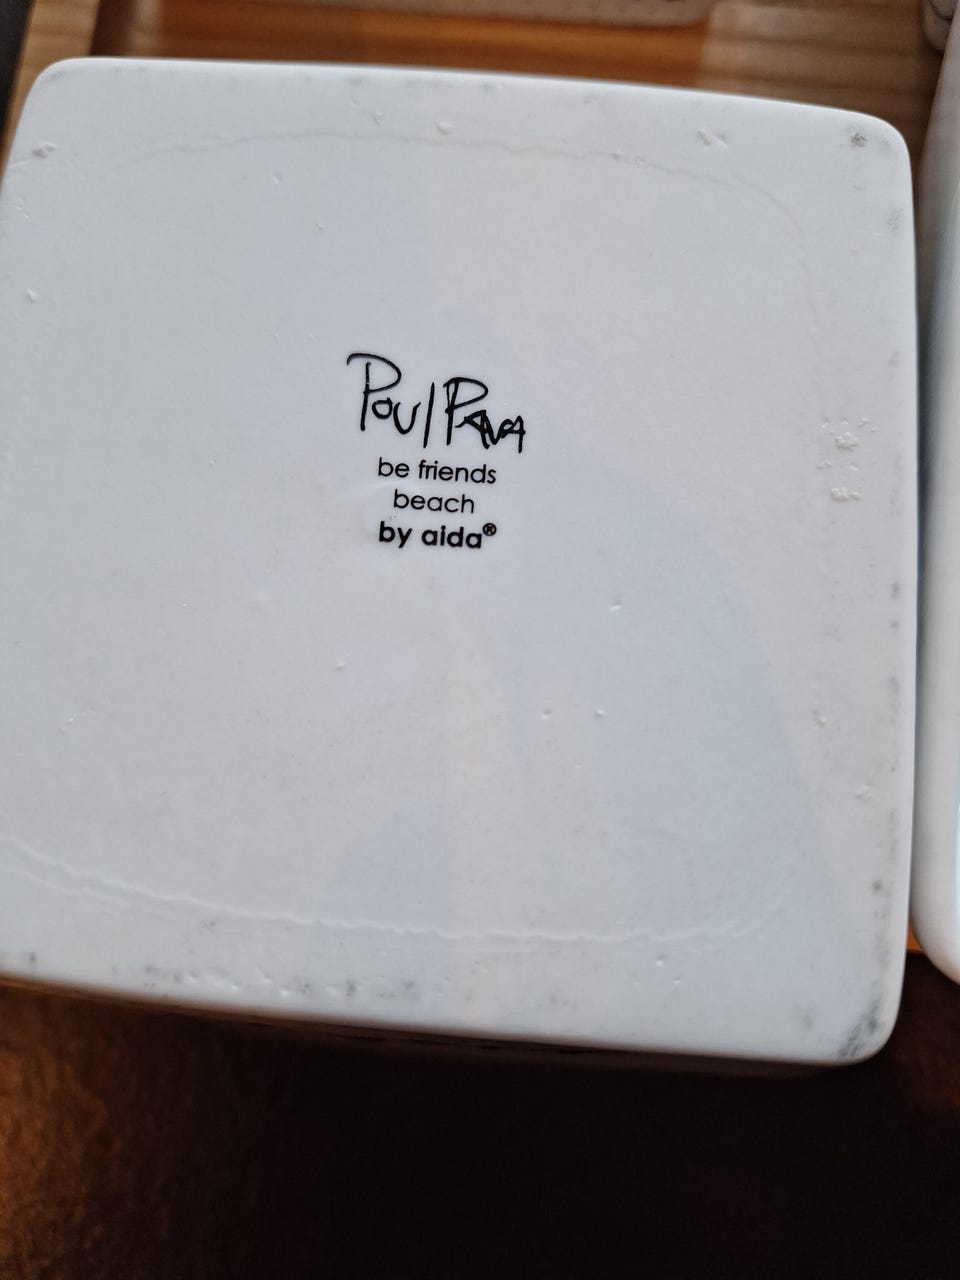 Poul Pava
be friends
beach
by aida®